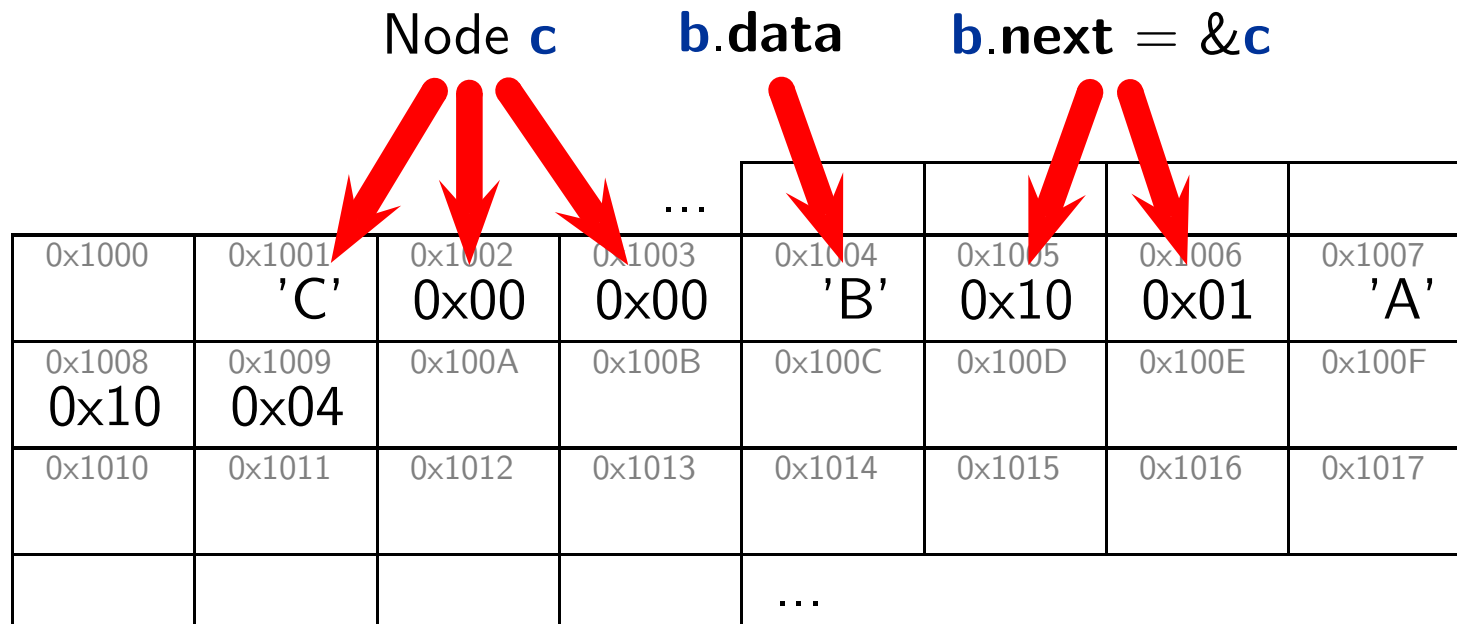 Node c b.data b.next = &c
...
0x1000 0x1001 0x1002 0x1003 0x1004 0x1005 0x1006 0x1007
'C' 0x00 0x00 'B' 0x10 0x01 'A'
0x1008 0x1009 0x100A 0x100B 0x100C 0x100D 0x100E 0x100F
0x10 0x04
0x1010 0x1011 0x1012 0x1013 0x1014 0x1015 0x1016 0x1017
...